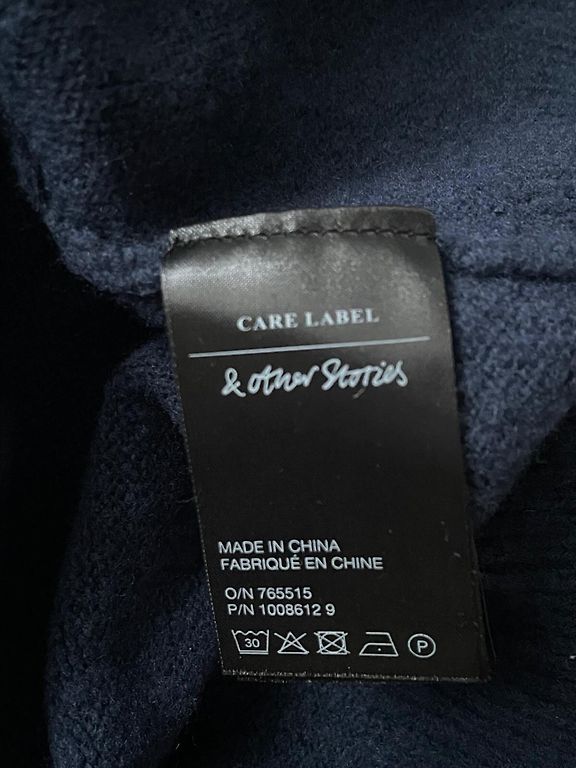 CARE LABEL
& other Stories
MADE IN CHINA
FABRIQUÉ EN CHINE
O/N 765515
P/N 1008612 9
30 P